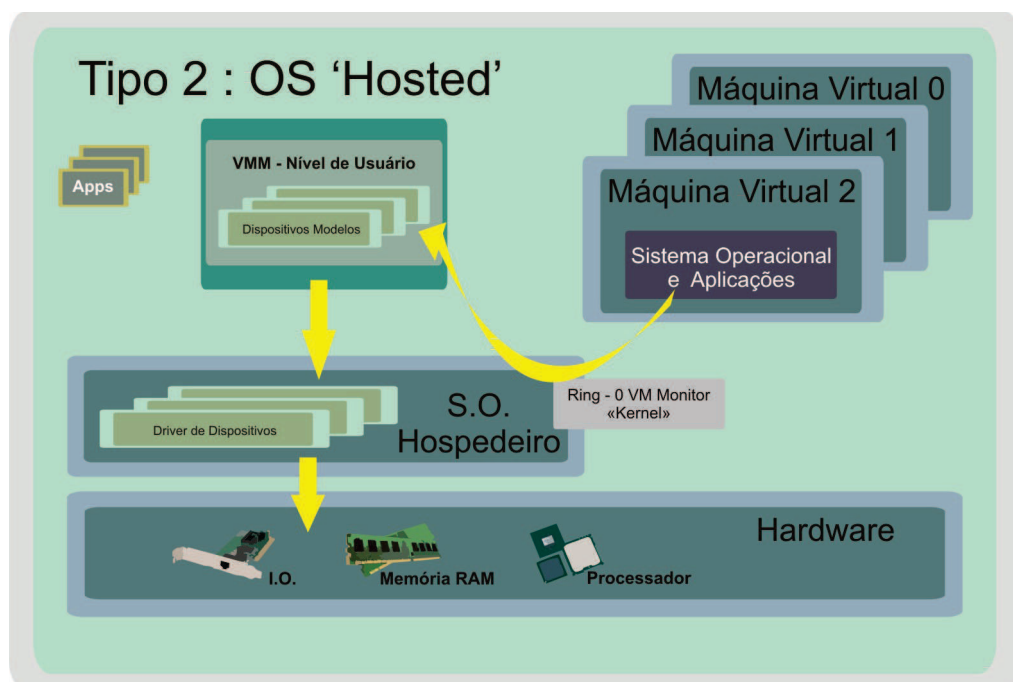 Tipo 2 : OS ‘Hosted’
Máquina Virtual 0
Máquina Virtual 1
Máquina Virtual 2
Sistema Operacional
e Aplicações
Apps
VMM - Nível de Usuário
Dispositivos Modelos
Ring - 0 VM Monitor
«Kernel»
S.O.
Hospedeiro
Driver de Dispositivos
Hardware
I.O.
Memória RAM
Processador